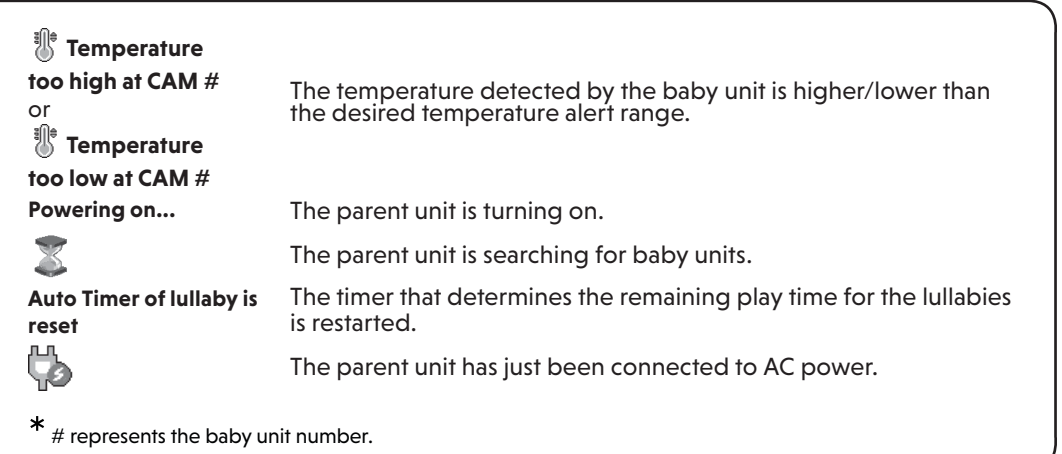 Temperature
too high at CAM #
or
Temperature
too low at CAM #
The temperature detected by the baby unit is higher/lower than
the desired temperature alert range.
Powering on...
The parent unit is turning on.
The parent unit is searching for baby units.
Auto Timer of lullaby is
reset
The timer that determines the remaining play time for the lullabies
is restarted.
The parent unit has just been connected to AC power.
* # represents the baby unit number.